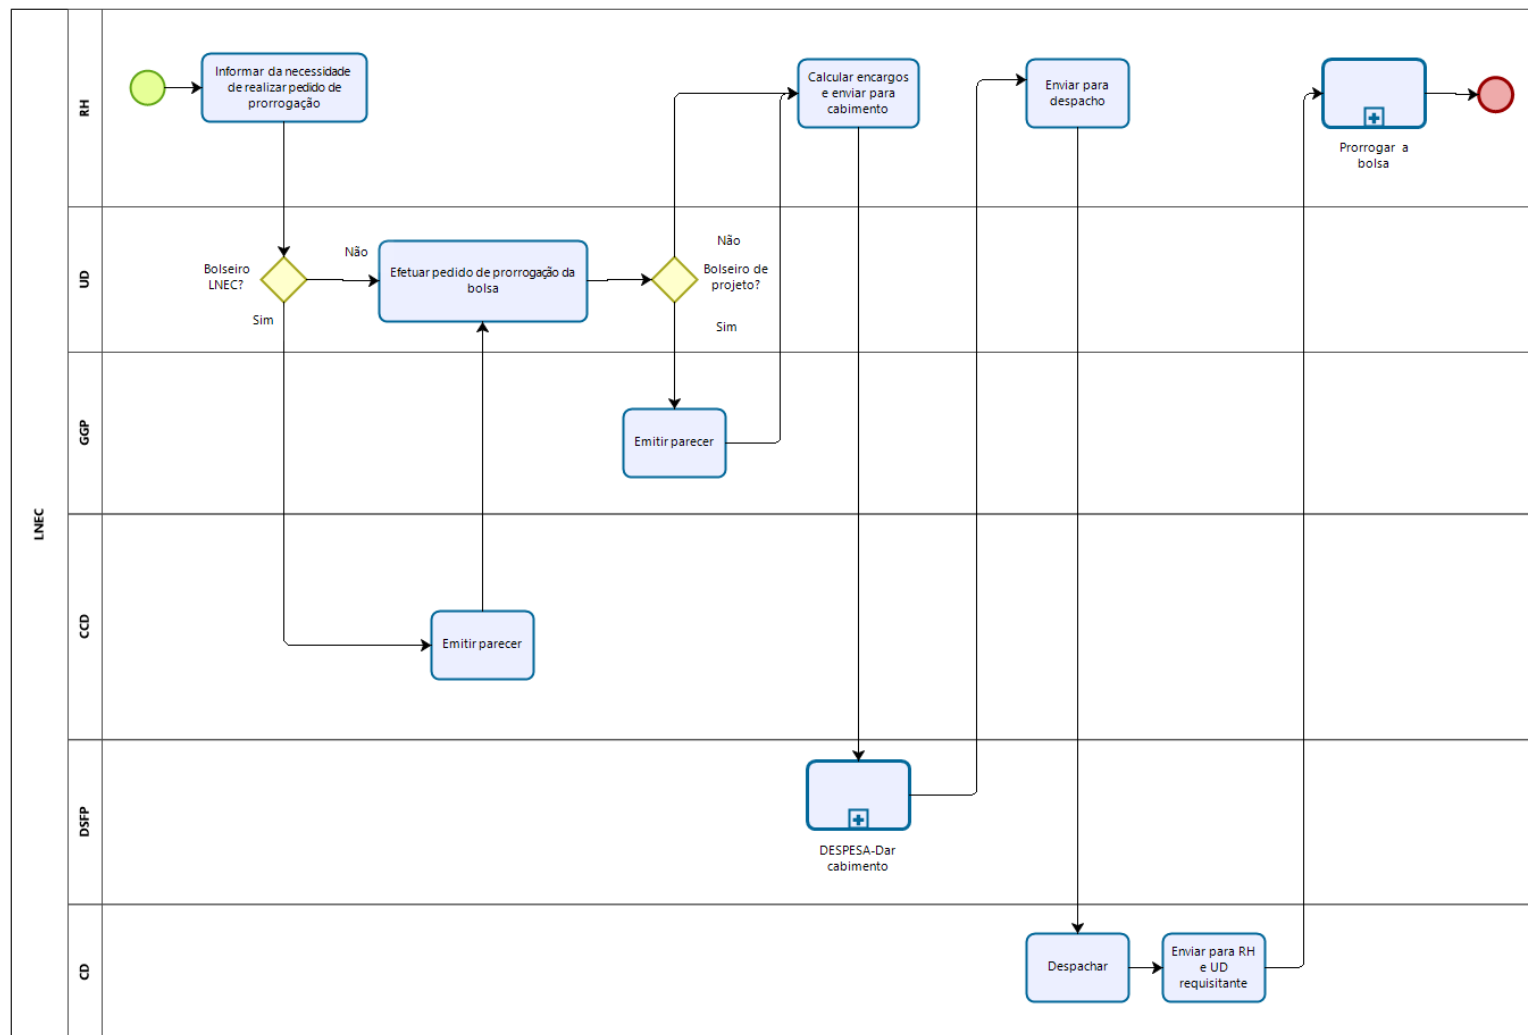 LNEC
RH
Informar da necessidade
de realizar pedido de
prorrogação
Calcular encargos
e enviar para
cabimento
Enviar para
despacho
Prorrogar a
bolsa
UD
Bolseiro
LNEC?
Não
Sim
Efetuar pedido de prorrogação da
bolsa
Não
Bolseiro de
projeto?
Sim
GGP
Emitir parecer
CCD
Emitir parecer
DSFP
DESPESA-Dar
cabimento
CD
Despachar
Enviar para RH
e UD
requisitante